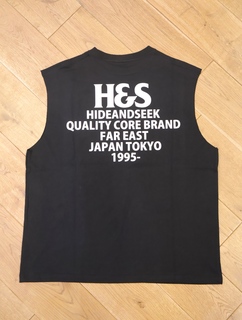 H&S
HIDEANDSEEK
QUALITY CORE BRAND
FAR EAST
JAPAN TOKYO
1995-